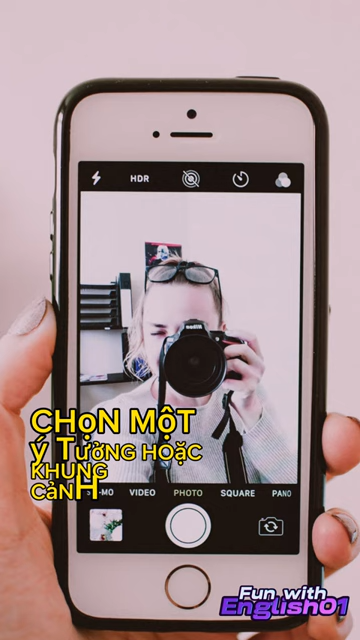 HDR
CHọN MộT
ý TưởNG HOặC
KHUNG
CảNH
-MO VIDEO PHOTO SQUARE PANO
Fun with
English01